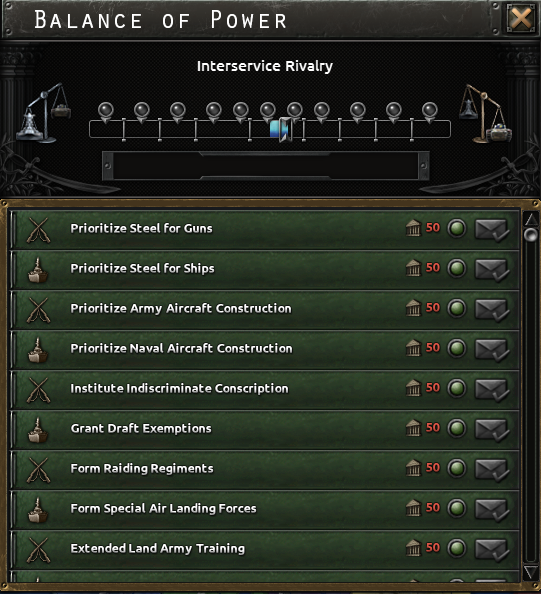 Balance of Power
Interservice Rivalry
Prioritize Steel for Guns 50
Prioritize Steel for Ships 50
Prioritize Army Aircraft Construction 50
Prioritize Naval Aircraft Construction 50
Institute Indiscriminate Conscription 50
Grant Draft Exemptions 50
Form Raiding Regiments 50
Form Special Air Landing Forces 50
Extended Land Army Training 50